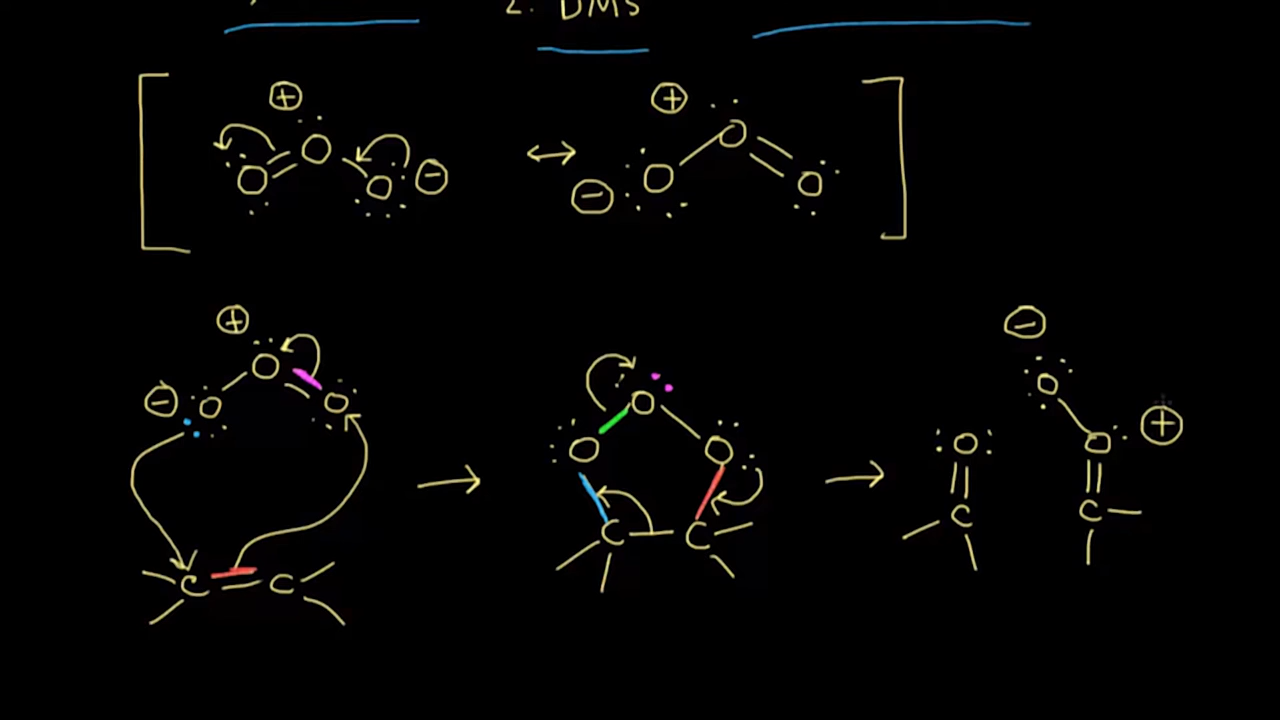 2. DMS
+ +
O O
O O − − O O
+ −
O O
− O O O + 
O O O O
C C C C
C C